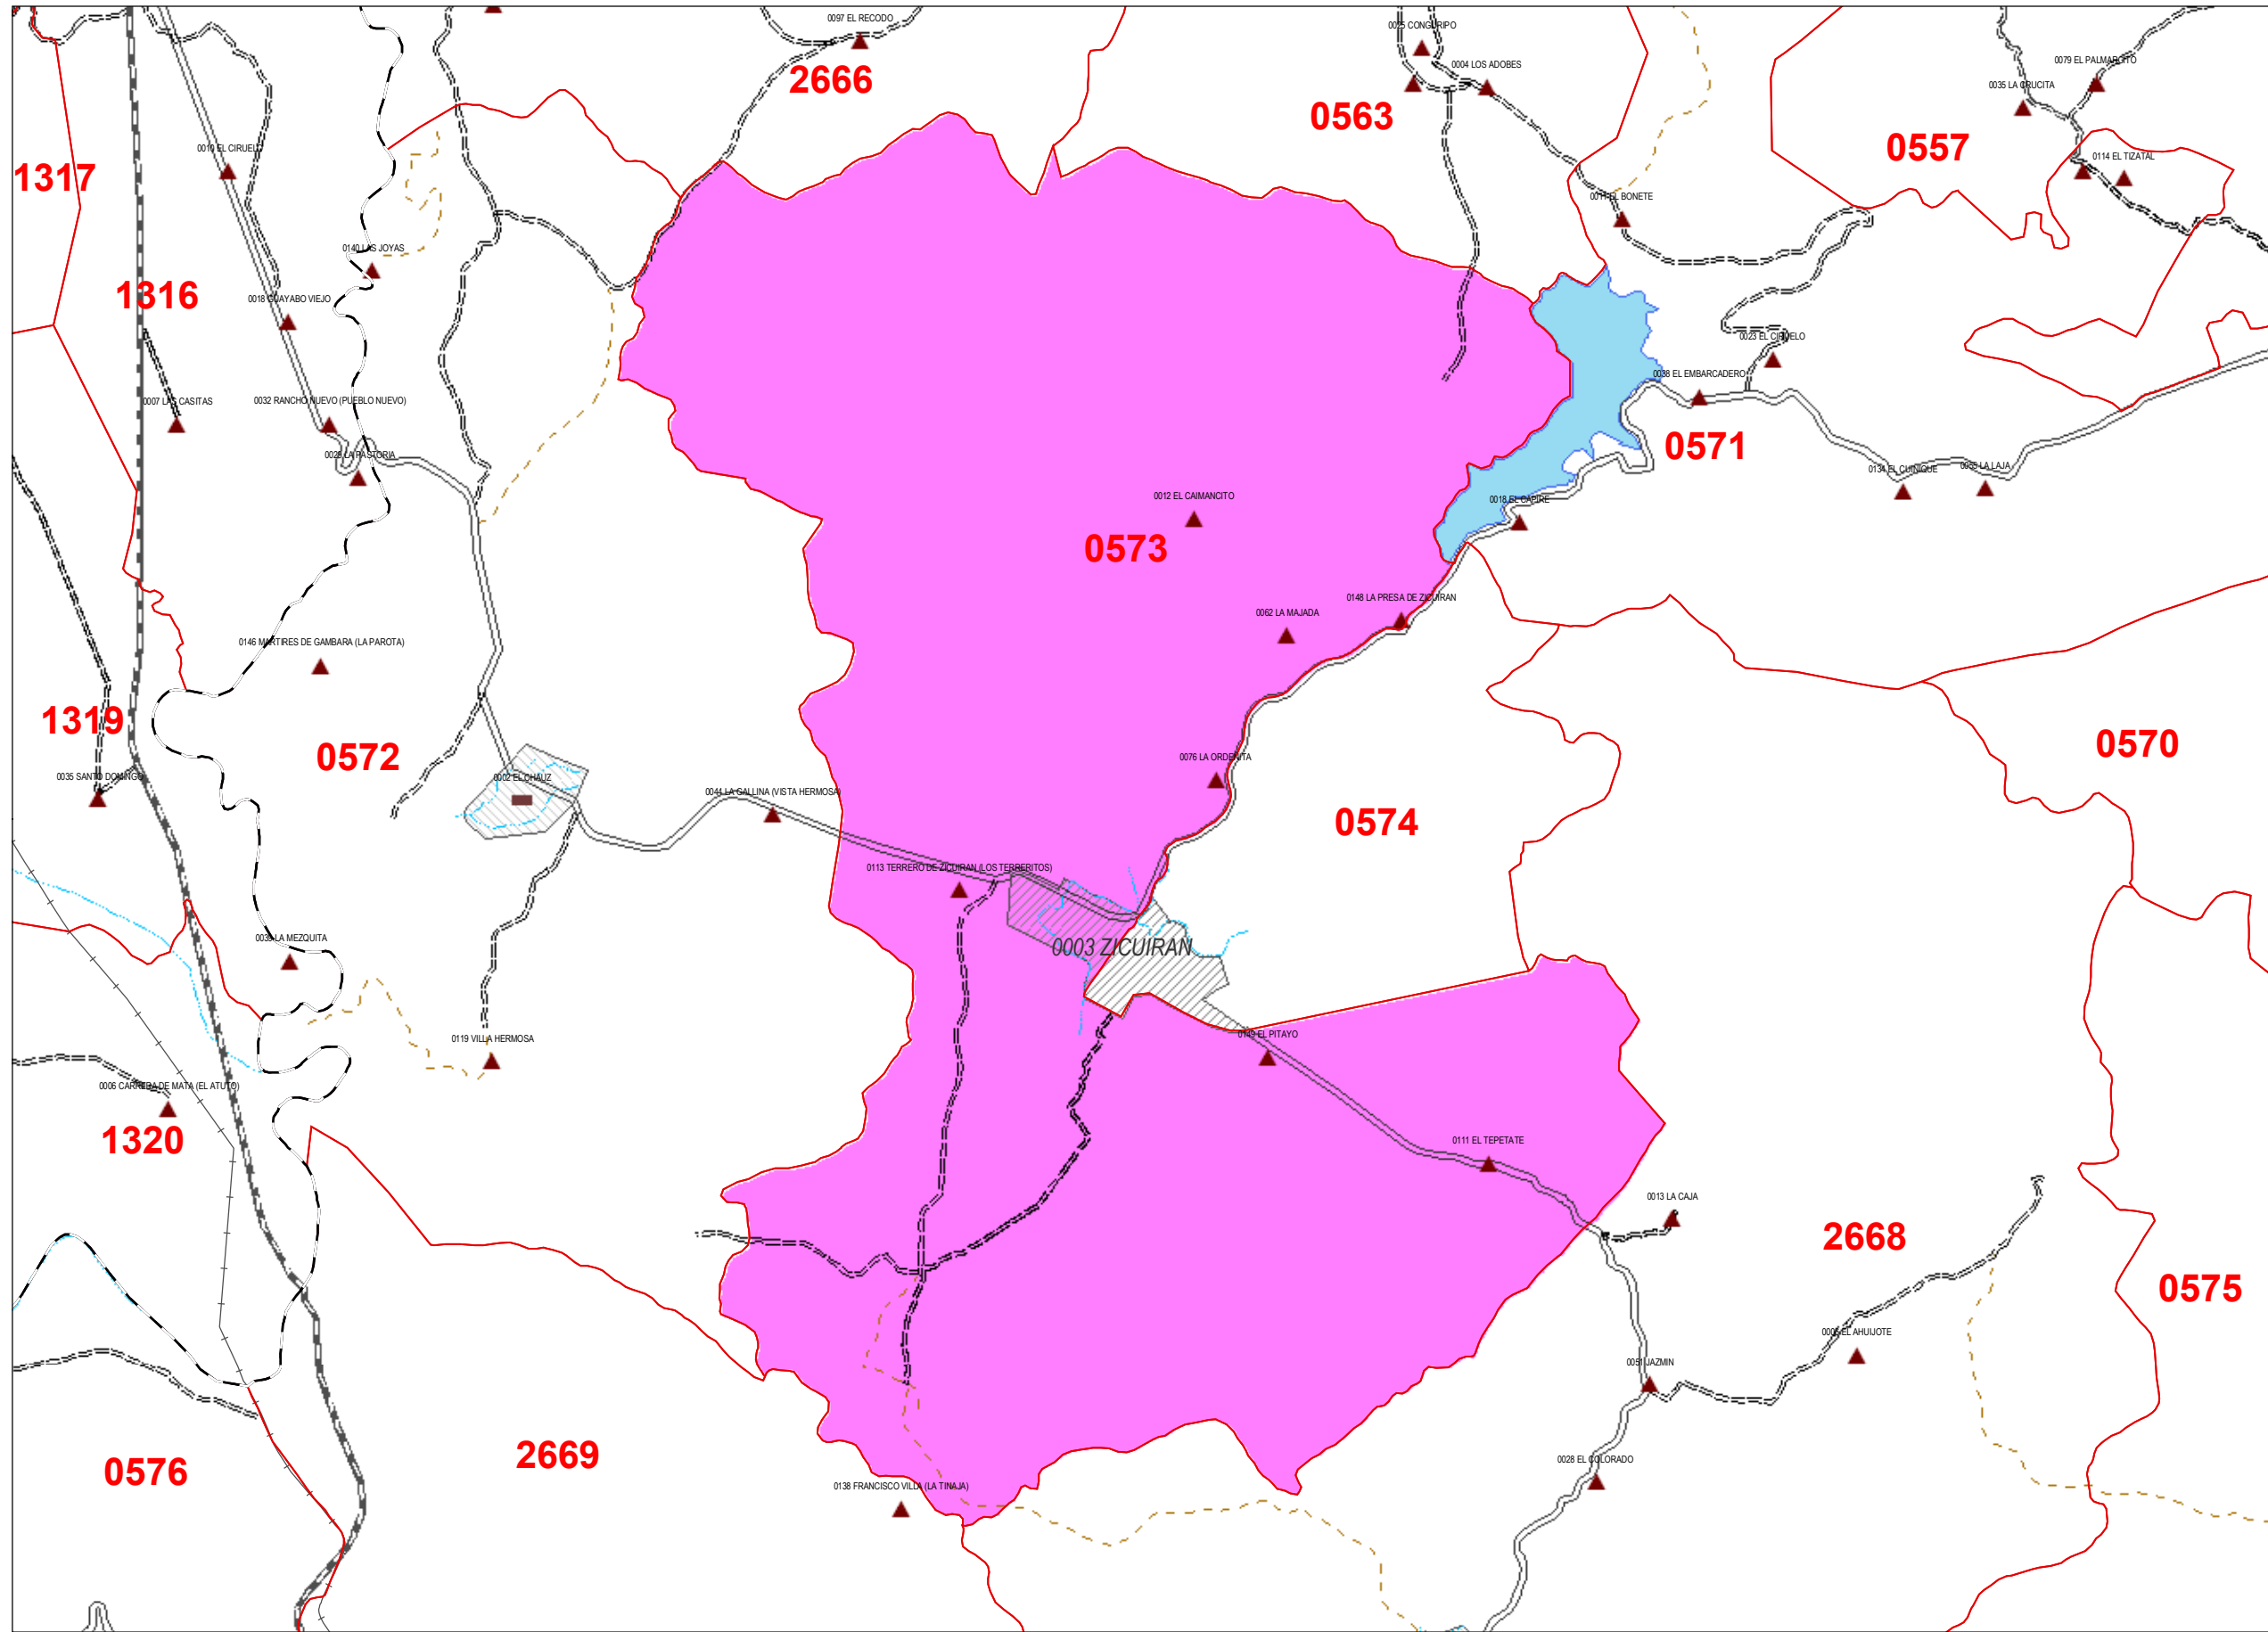 0097 EL RECODO
0025 CONGURIPO
0004 LOS ADOBES
0079 EL PALMARCITO
0035 LA CRUCITA
2666
0563
0557
0010 EL CIRUELO
0114 EL TIZATAL
1317
0011 EL BONETE
0140 LAS JOYAS
1316
0018 GUAYABO VIEJO
0023 EL CIRUELO
0038 EL EMBARCADERO
0007 LAS CASITAS
0032 RANCHO NUEVO (PUEBLO NUEVO)
0571
0028 LA PASTORIA
0134 EL CUINIQUE
0055 LA LAJA
0012 EL CAIMANCITO
0018 EL CAPIRE
0573
0148 LA PRESA DE ZICUIRAN
0062 LA MAJADA
0146 MARTIRES DE GAMBARA (LA PAROTA)
1319
0572
0570
0076 LA ORDEÑITA
0035 SANTO DOMINGO
0002 EL CHAUZ
0044 LA GALLINA (VISTA HERMOSA)
0574
0113 TERRERO DE ZICUIRAN (LOS TERRERITOS)
0039 LA MEZQUITA
0003 ZICUIRAN
0119 VILLA HERMOSA
0149 EL PITAYO
0006 CARRERA DE MATA (EL ATUTO)
1320
0111 EL TEPETATE
0013 LA CAJA
2668
0575
0005 EL AHUIJOTE
0051 JAZMIN
2669
0576
0028 EL COLORADO
0138 FRANCISCO VILLA (LA TINAJA)